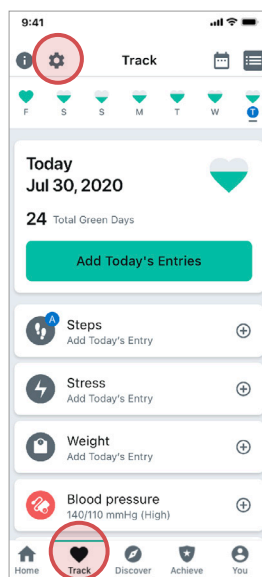 9:41
Track
F S S M T W T
Today
Jul 30, 2020
24 Total Green Days
Add Today's Entries
A
Steps
Add Today's Entry
Stress
Add Today's Entry
Weight
Add Today's Entry
Blood pressure
140/110 mmHg (High)
Home Track Discover Achieve You